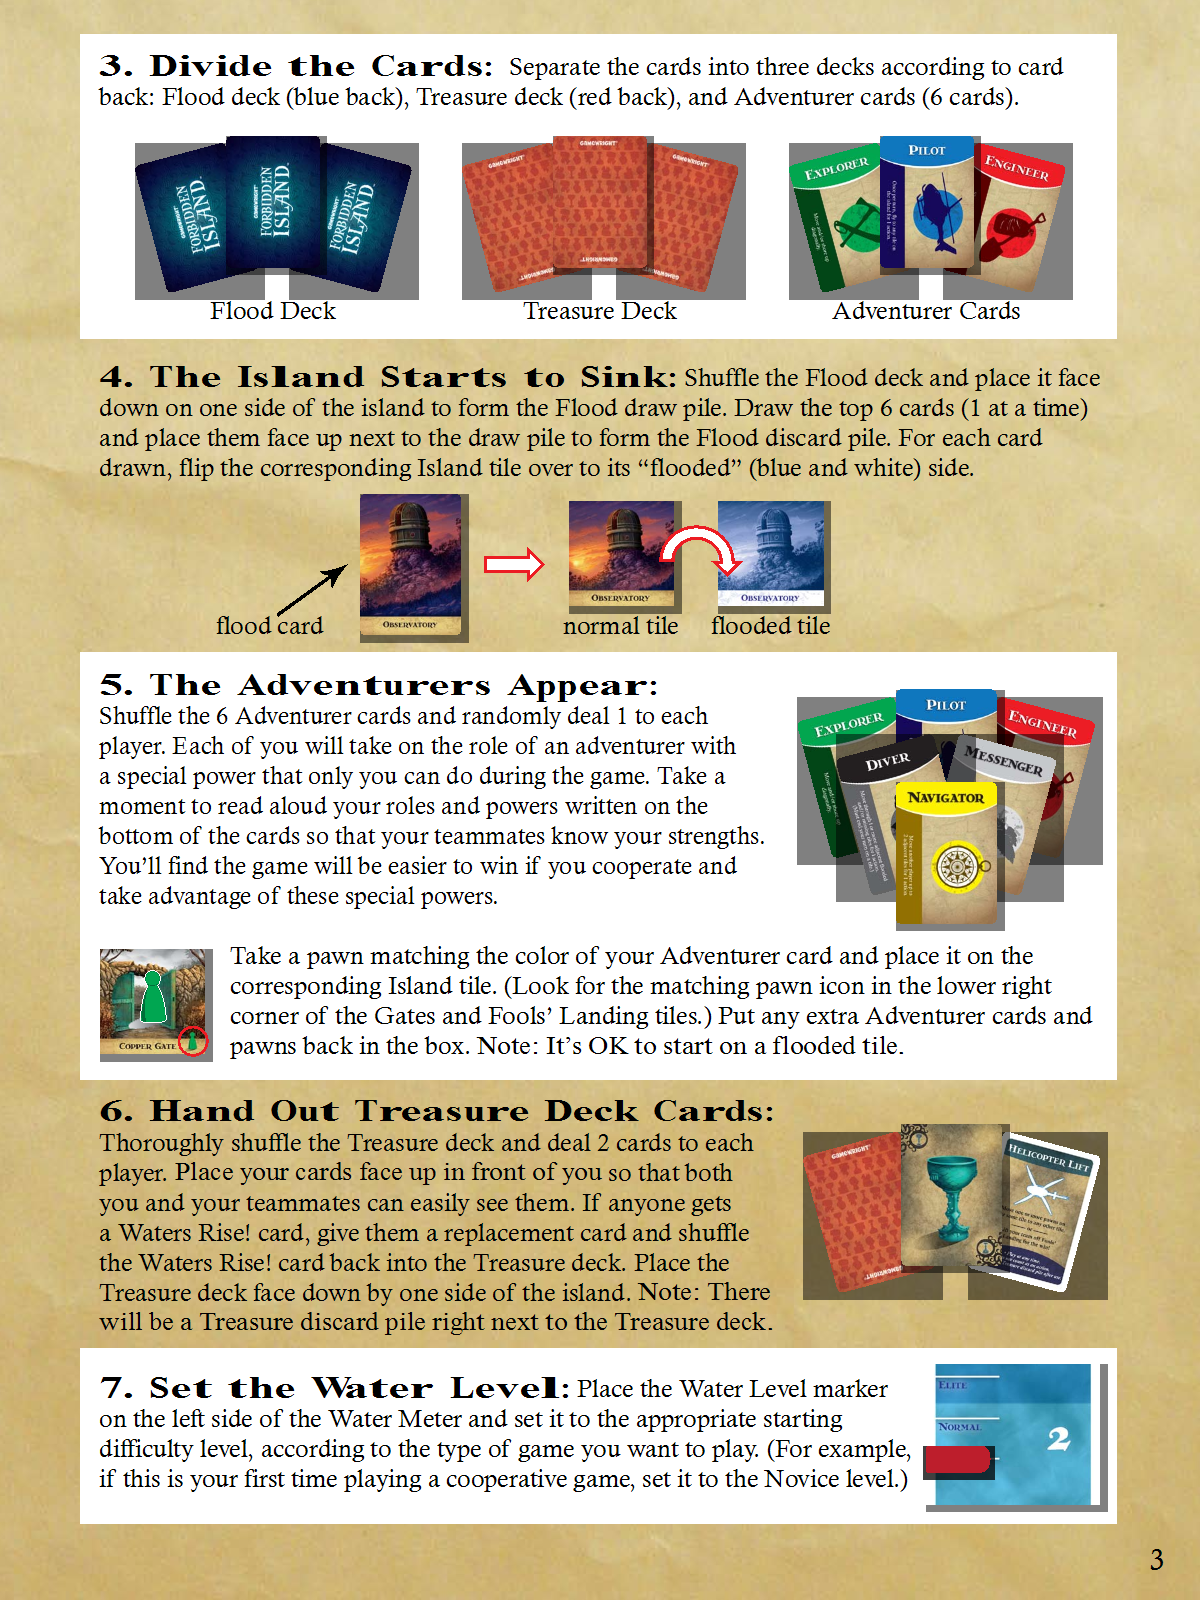 3. Divide the Cards: Separate the cards into three decks according to card
back: Flood deck (blue back), Treasure deck (red back), and Adventurer cards (6 cards).
FORBIDDEN
ISLAND
GAMEWRIGHT
FORBIDDEN
ISLAND
GAMEWRIGHT
FORBIDDEN
ISLAND
GAMEWRIGHT
GAMEWRIGHT
GAMEWRIGHT
GAMEWRIGHT
GAMEWRIGHT
GAMEWRIGHT
EXPLORER
PILOT
ENGINEER
Flood Deck
Treasure Deck
Adventurer Cards
4. The Island Starts to Sink: Shuffle the Flood deck and place it face
down on one side of the island to form the Flood draw pile. Draw the top 6 cards (1 at a time)
and place them face up next to the draw pile to form the Flood discard pile. For each card
drawn, flip the corresponding Island tile over to its “flooded” (blue and white) side.
OBSERVATORY
OBSERVATORY
OBSERVATORY
flood card
normal tile
flooded tile
5. The Adventurers Appear:
Shuffle the 6 Adventurer cards and randomly deal 1 to each
player. Each of you will take on the role of an adventurer with
a special power that only you can do during the game. Take a
moment to read aloud your roles and powers written on the
bottom of the cards so that your teammates know your strengths.
You’ll find the game will be easier to win if you cooperate and
take advantage of these special powers.
EXPLORER
PILOT
ENGINEER
DIVER
MESSENGER
NAVIGATOR
COPPER GATE
Take a pawn matching the color of your Adventurer card and place it on the
corresponding Island tile. (Look for the matching pawn icon in the lower right
corner of the Gates and Fools’ Landing tiles.) Put any extra Adventurer cards and
pawns back in the box. Note: It’s OK to start on a flooded tile.
6. Hand Out Treasure Deck Cards:
Thoroughly shuffle the Treasure deck and deal 2 cards to each
player. Place your cards face up in front of you so that both
you and your teammates can easily see them. If anyone gets
a Waters Rise! card, give them a replacement card and shuffle
the Waters Rise! card back into the Treasure deck. Place the
Treasure deck face down by one side of the island. Note: There
will be a Treasure discard pile right next to the Treasure deck.
GAMEWRIGHT
GAMEWRIGHT
HELICOPTER LIFT
7. Set the Water Level: Place the Water Level marker
on the left side of the Water Meter and set it to the appropriate starting
difficulty level, according to the type of game you want to play. (For example,
if this is your first time playing a cooperative game, set it to the Novice level.)
ELITE
NORMAL
2
3